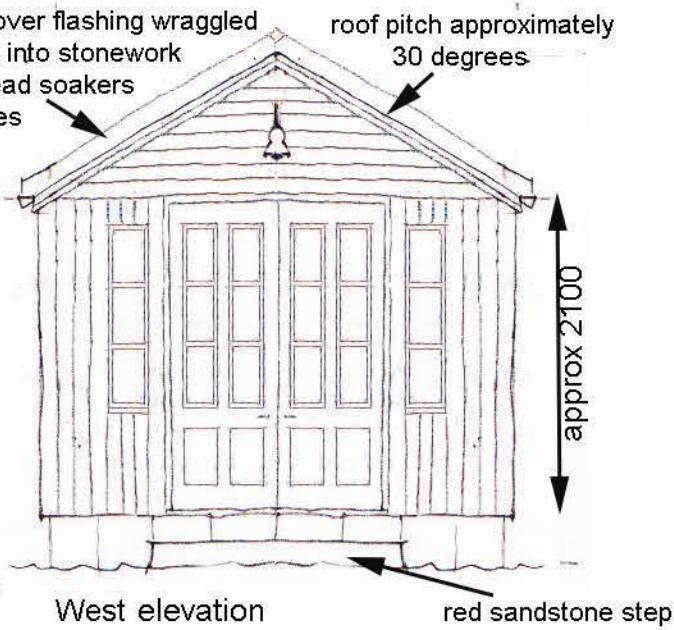 over flashing wraggled
into stonework
ead soakers
es
roof pitch approximately
30 degrees
approx 2100
West elevation
red sandstone step